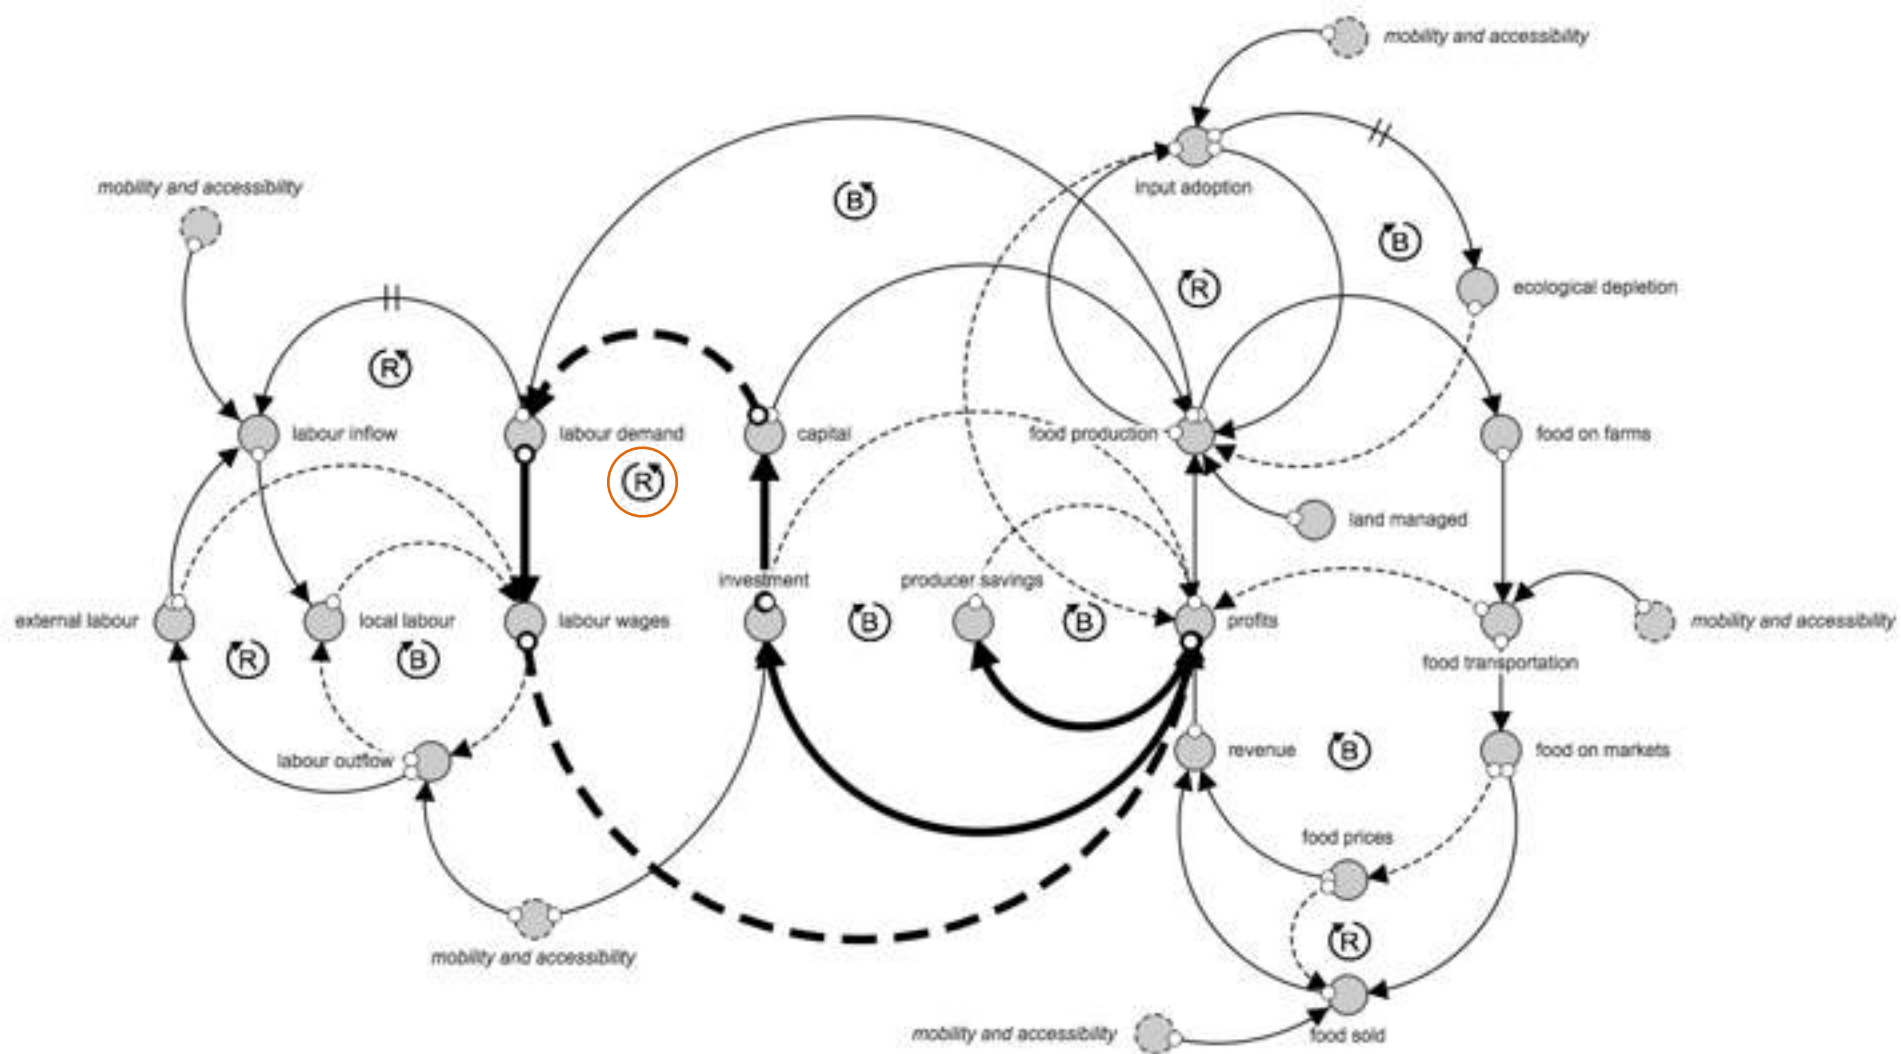 mobility and accessibility
mobility and accessibility
input adoption
B
B
R
ecological depletion
R
labour inflow
labour demand
capital
food production
food on farms
R
land managed
investment
producer savings
external labour
local labour
labour wages
B
B
profits
mobility and accessibility
R
B
food transportation
labour outflow
revenue
B
food on markets
food prices
R
mobility and accessibility
mobility and accessibility
food sold